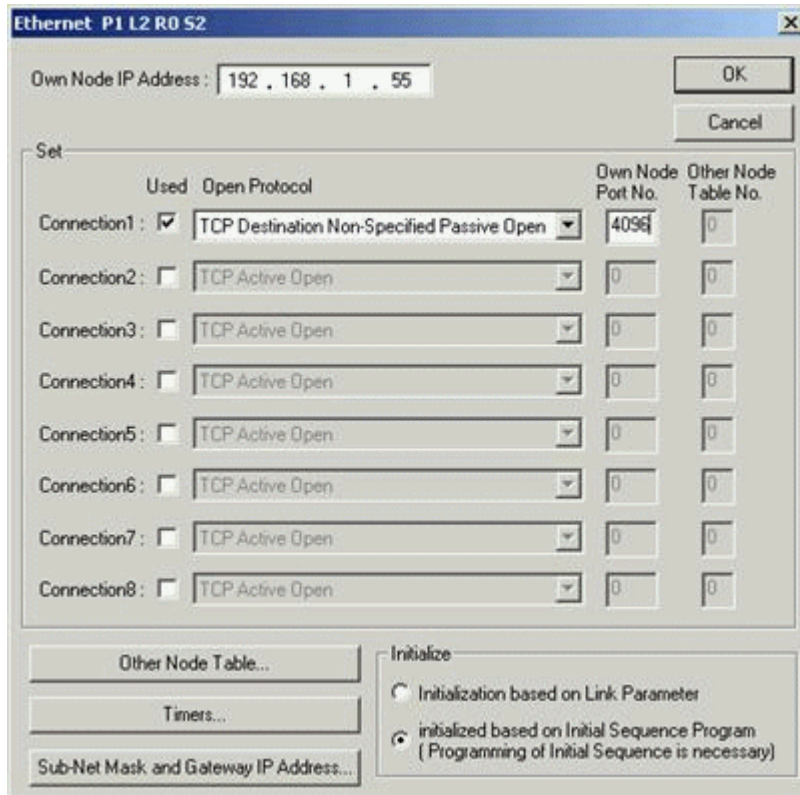 Ethernet P1 L2 R0 S2
Own Node IP Address : 192 . 168 . 1 . 55
OK
Cancel
Set
Used Open Protocol Own Node Port No. Other Node Table No.
Connection1 : TCP Destination Non-Specified Passive Open 4096 0
Connection2 : TCP Active Open 0 0
Connection3 : TCP Active Open 0 0
Connection4 : TCP Active Open 0 0
Connection5 : TCP Active Open 0 0
Connection6 : TCP Active Open 0 0
Connection7 : TCP Active Open 0 0
Connection8 : TCP Active Open 0 0
Other Node Table...
Timers...
Sub-Net Mask and Gateway IP Address...
Initialize
Initialization based on Link Parameter
initialized based on Initial Sequence Program
( Programming of Initial Sequence is necessary)